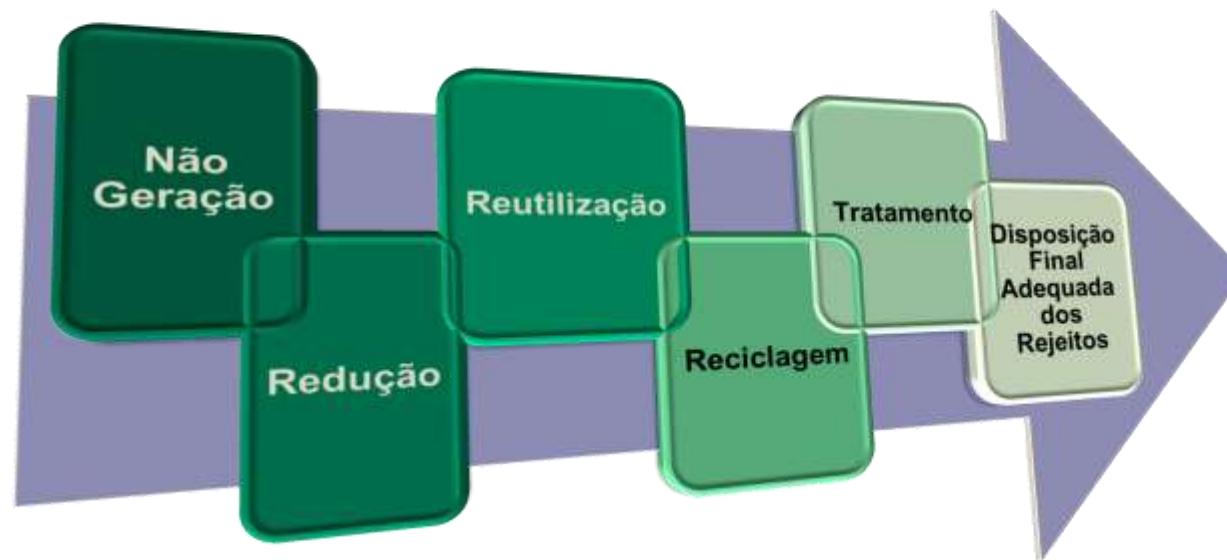 Não
Geração
Redução
Reutilização
Reciclagem
Tratamento
Disposição
Final
Adequada
dos
Rejeitos